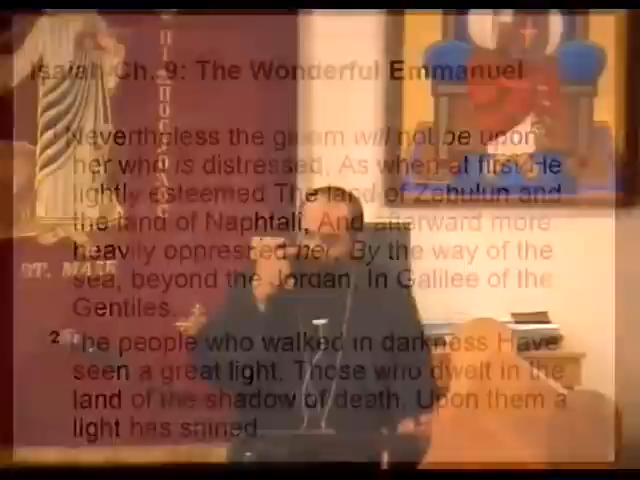 Isaiah Ch. 9: The Wonderful Emmanuel
1 Nevertheless the gloom will not be upon
her who is distressed, As when at first He
lightly esteemed The land of Zebulun and
the land of Naphtali, And afterward more
heavily oppressed her, By the way of the
sea, beyond the Jordan, In Galilee of the
Gentiles.
2 The people who walked in darkness Have
seen a great light; Those who dwelt in the
land of the shadow of death, Upon them a
light has shined.
ST. MARK